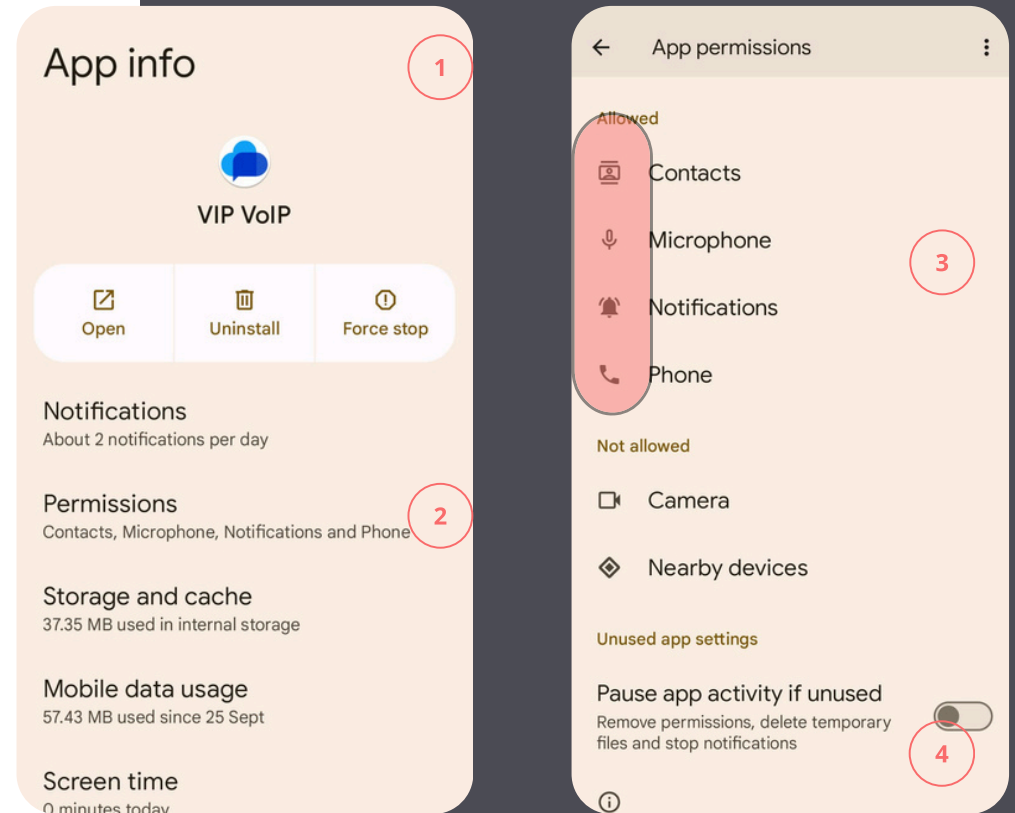 App info
1
VIP VoIP
Open
Uninstall
Force stop
Notifications
About 2 notifications per day
Permissions
Contacts, Microphone, Notifications and Phone
2
Storage and cache
37.35 MB used in internal storage
Mobile data usage
57.43 MB used since 25 Sept
Screen time
0 minutes today
App permissions
Allowed
Contacts
Microphone
3
Notifications
Phone
Not allowed
Camera
Nearby devices
Unused app settings
Pause app activity if unused
Remove permissions, delete temporary
files and stop notifications
4